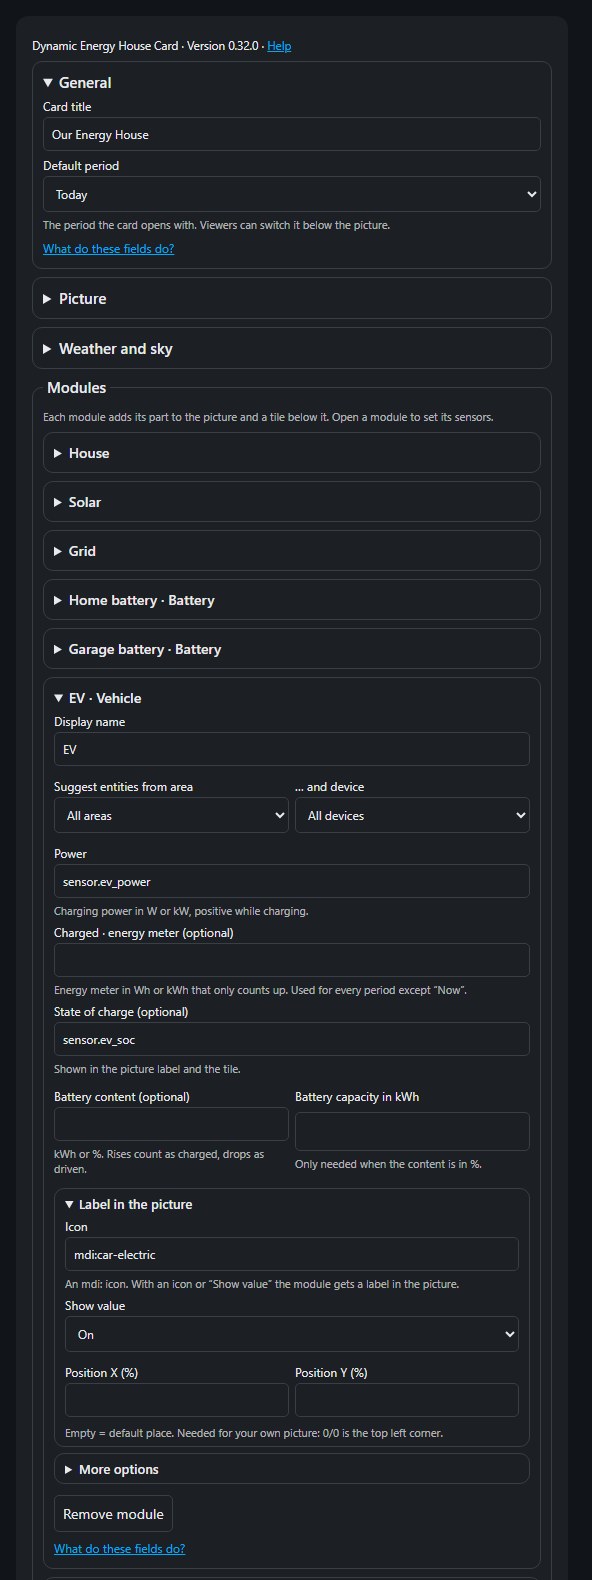 Dynamic Energy House Card · Version 0.32.0 · Help
General
Card title
Our Energy House
Default period
Today
The period the card opens with. Viewers can switch it below the picture.
What do these fields do?
Picture
Weather and sky
Modules
Each module adds its part to the picture and a tile below it. Open a module to set its sensors.
House
Solar
Grid
Home battery · Battery
Garage battery · Battery
EV · Vehicle
Display name
EV
Suggest entities from area
... and device
All areas
All devices
Power
sensor.ev_power
Charging power in W or kW, positive while charging.
Charged · energy meter (optional)
Energy meter in Wh or kWh that only counts up. Used for every period except “Now”.
State of charge (optional)
sensor.ev_soc
Shown in the picture label and the tile.
Battery content (optional)
Battery capacity in kWh
kWh or %. Rises count as charged, drops as
driven.
Only needed when the content is in %.
Label in the picture
Icon
mdi:car-electric
An mdi: icon. With an icon or “Show value” the module gets a label in the picture.
Show value
On
Position X (%)
Position Y (%)
Empty = default place. Needed for your own picture: 0/0 is the top left corner.
More options
Remove module
What do these fields do?